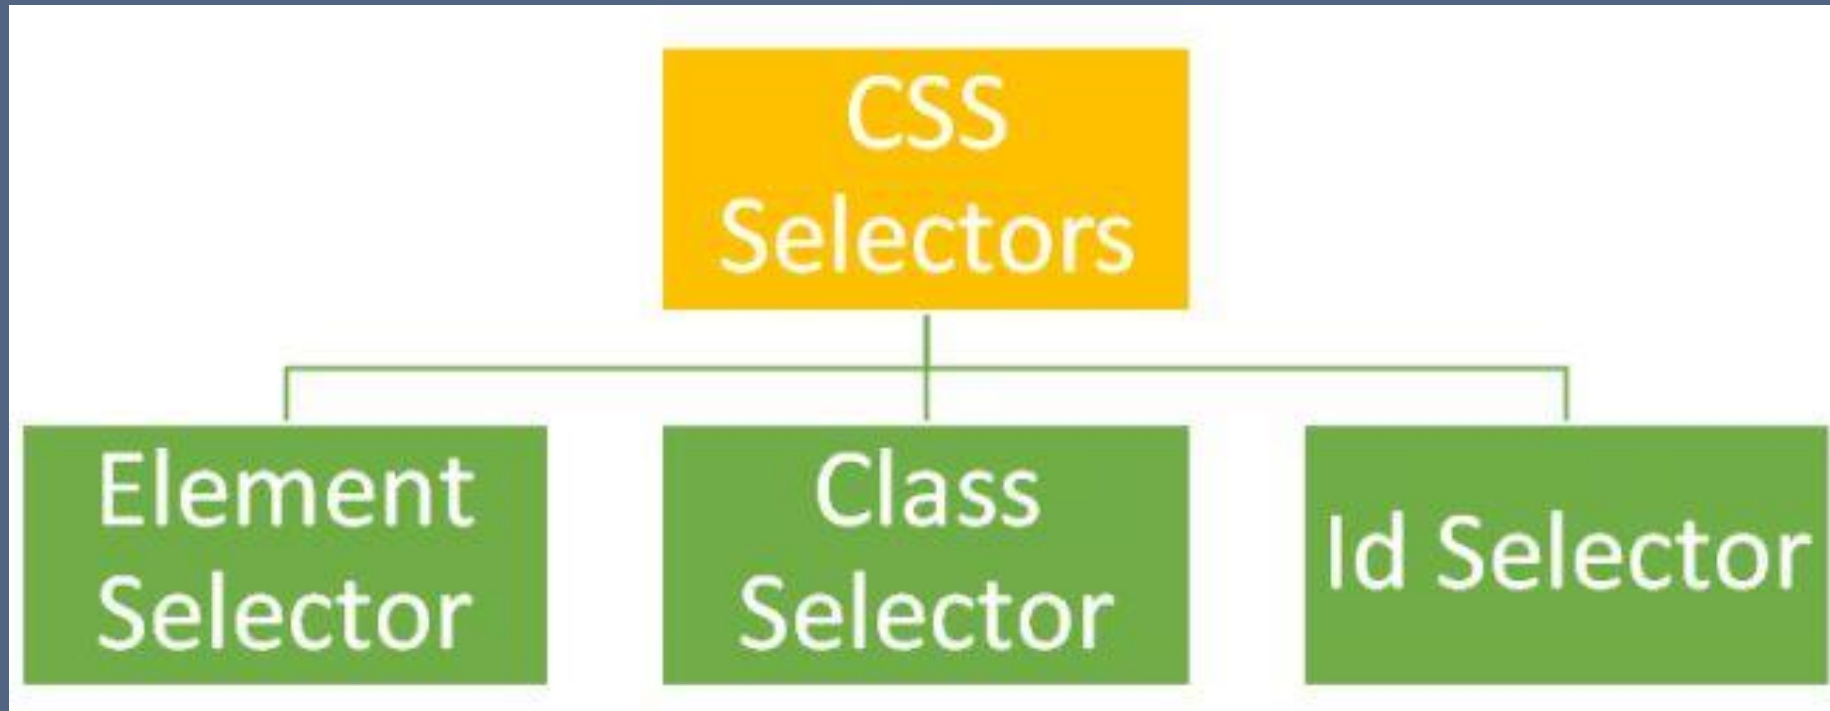 CSS
Selectors
Element
Selector
Class
Selector
Id Selector